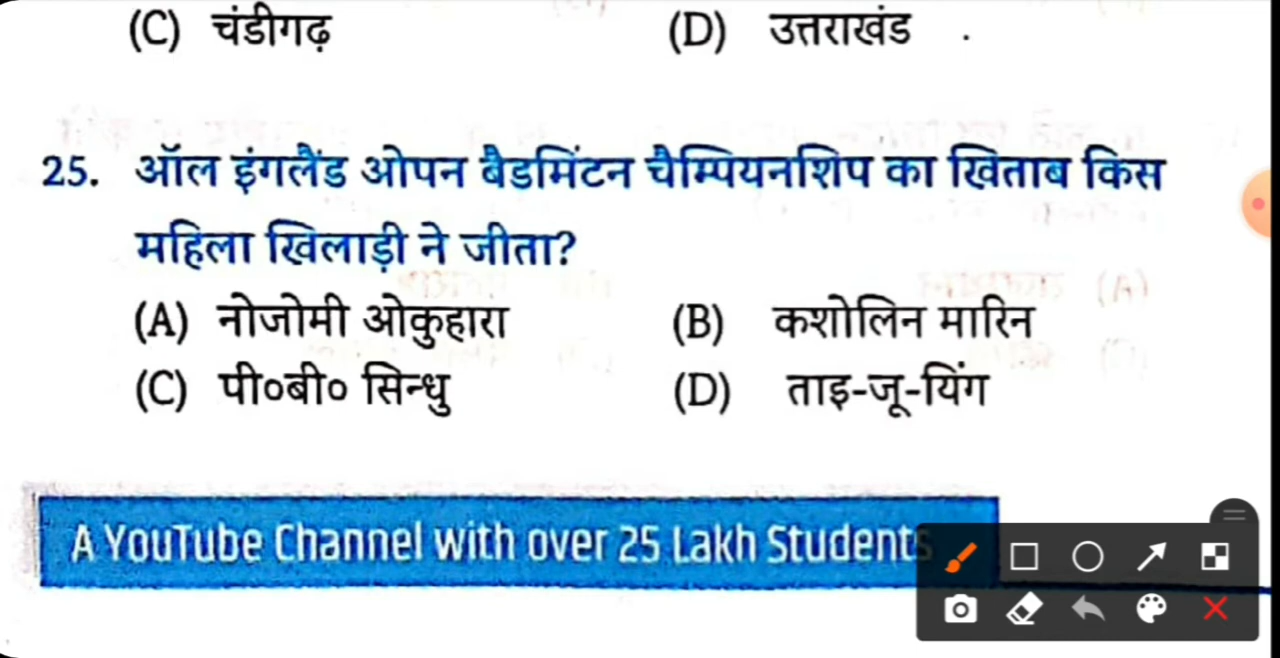 (C) चंडीगढ़ (D) उत्तराखंड
25. ऑल इंगलैंड ओपन बैडमिंटन चैम्पियनशिप का खिताब किस
महिला खिलाड़ी ने जीता?
(A) नोजोमी ओकुहारा (B) कशोलिन मारिन
(C) पी०बी० सिन्धु (D) ताइ-जू-यिंग
A YouTube Channel with over 25 Lakh Students